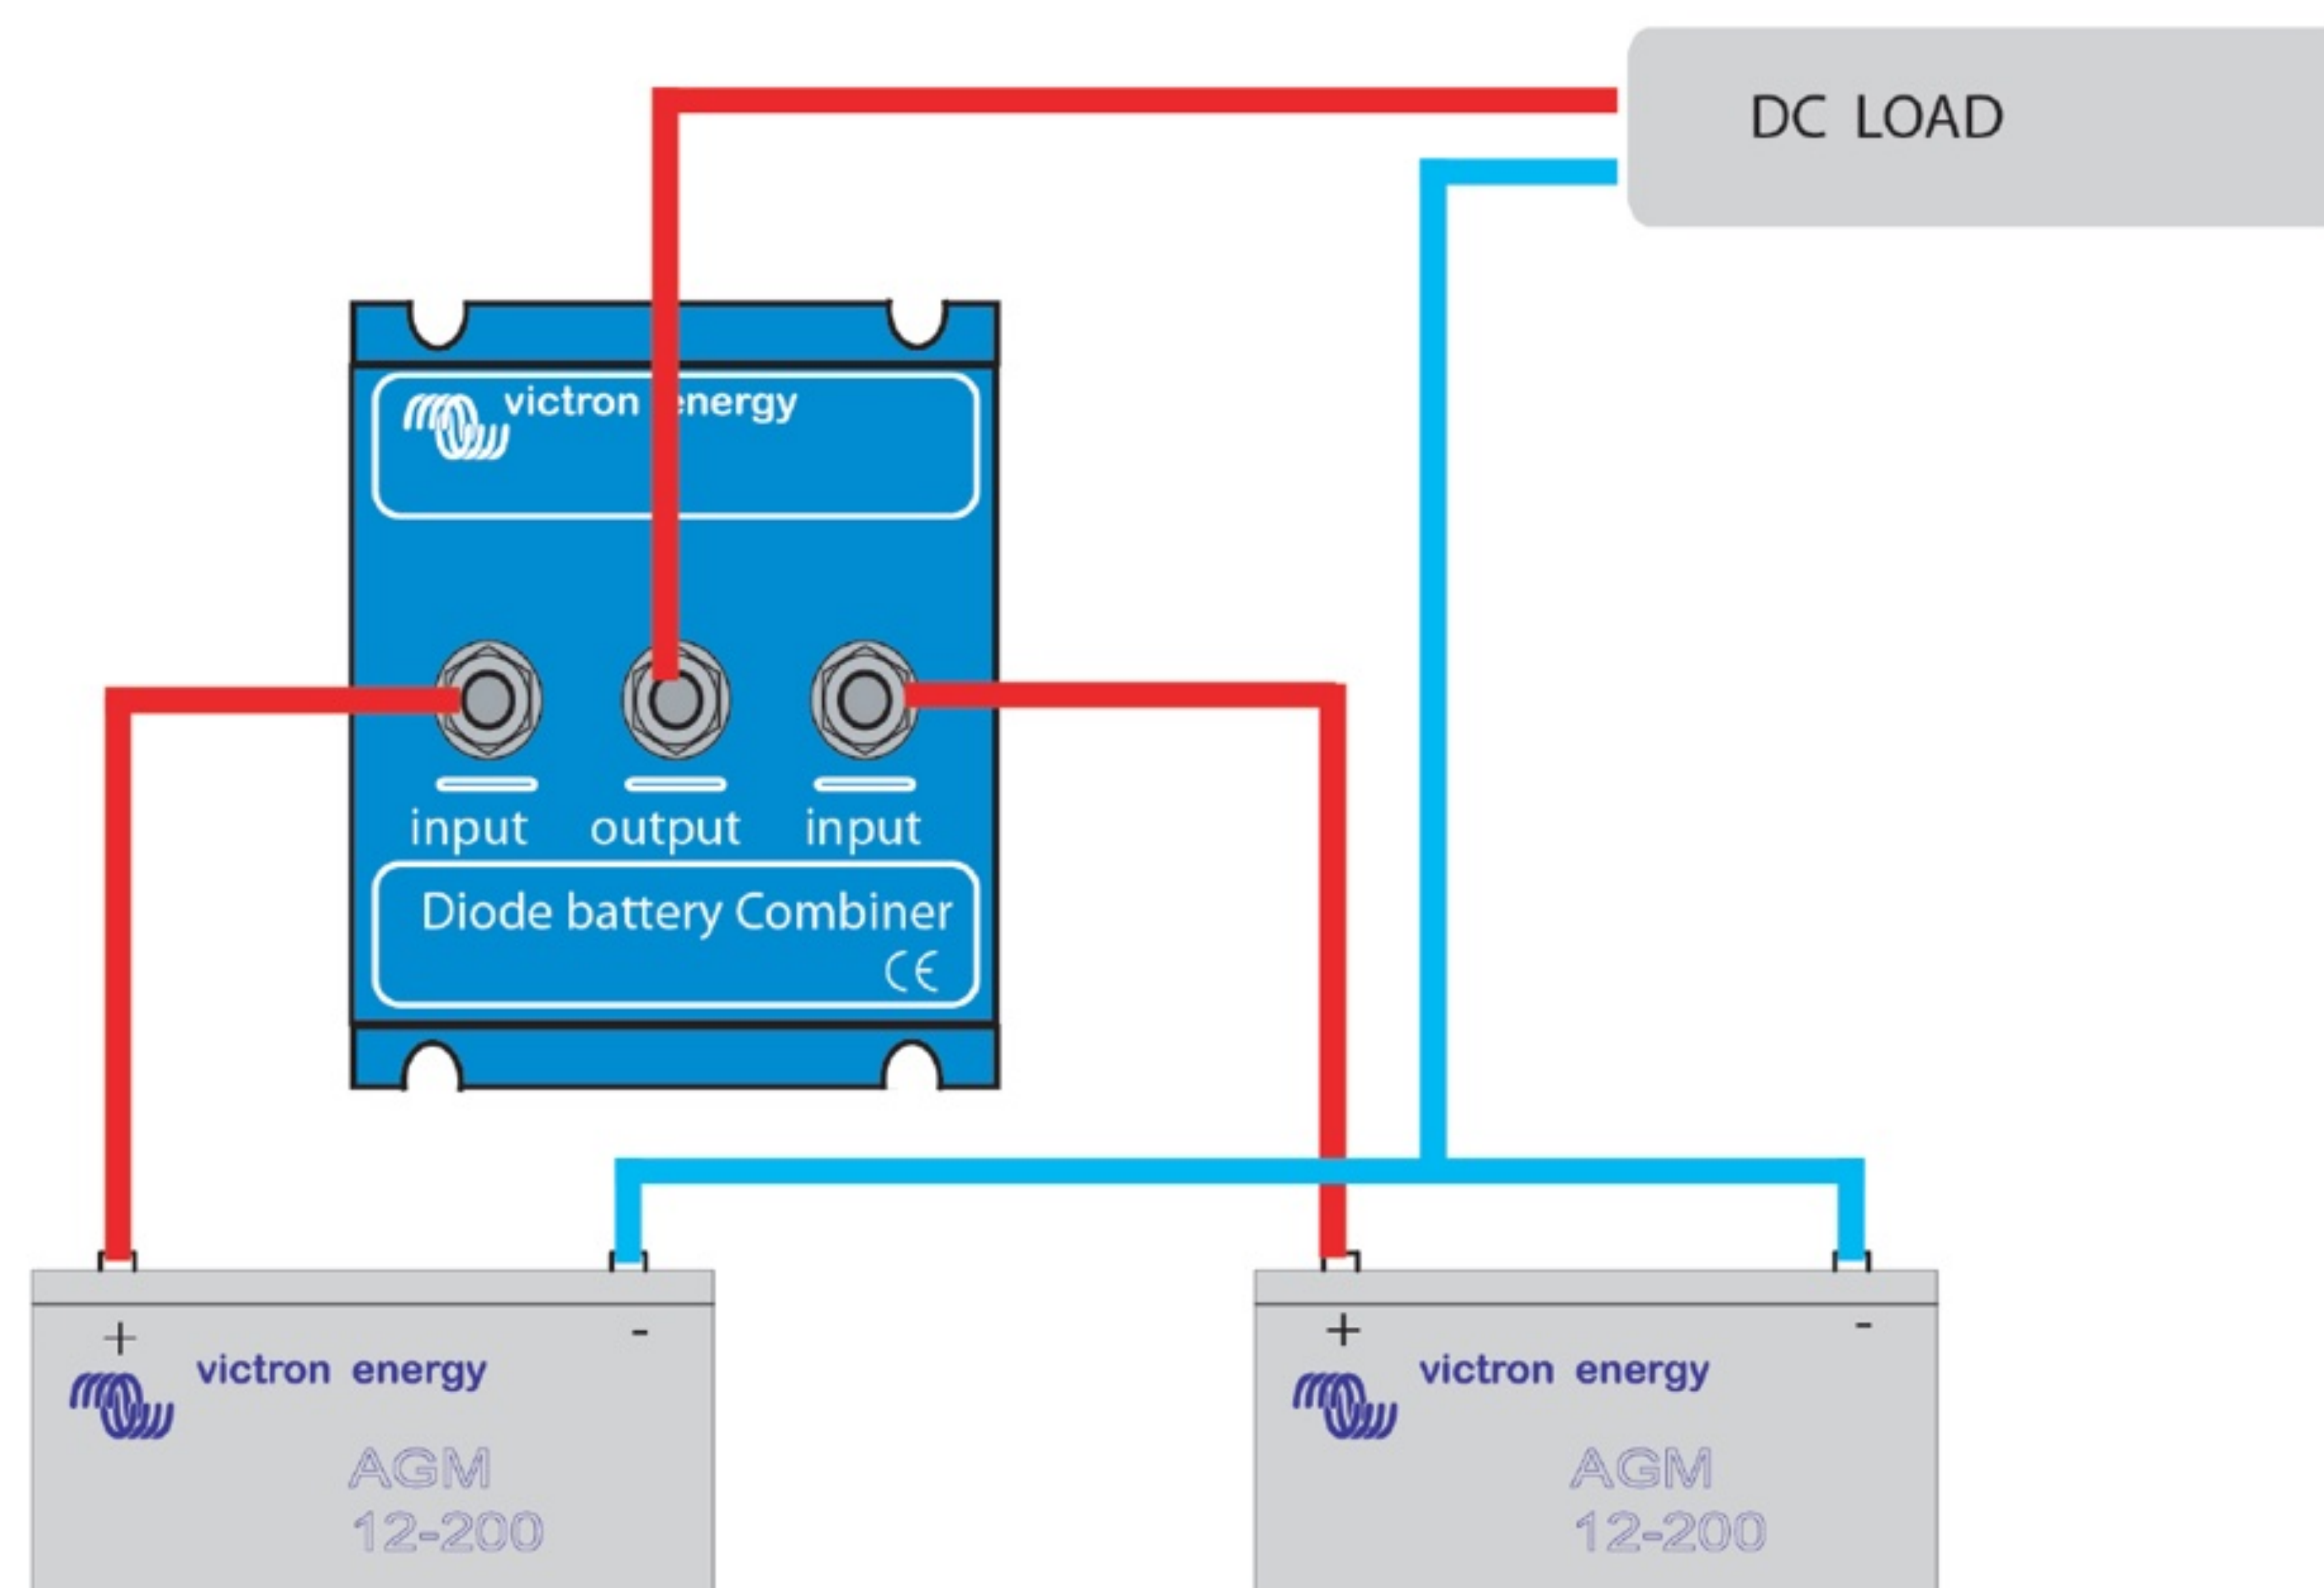 DC LOAD
victron energy
input output input
Diode battery Combiner
CE
+ -
victron energy
AGM
12-200
+ -
victron energy
AGM
12-200